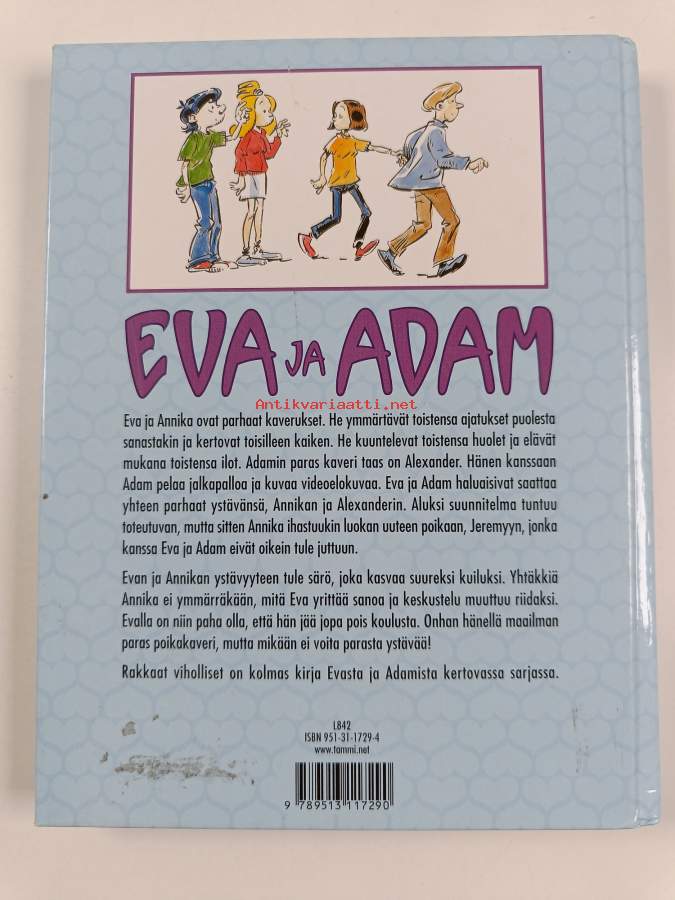 EVA JA ADAM
Antikvariaatti.net
Eva ja Annika ovat parhaat kaverukset. He ymmärtävät toistensa ajatukset puolesta
sanastakin ja kertovat toisilleen kaiken. He kuuntelevat toistensa huolet ja elävät
mukana toistensa ilot. Adamin paras kaveri taas on Alexander. Hänen kanssaan
Adam pelaa jalkapalloa ja kuvaa videoelokuvaa. Eva ja Adam haluaisivat saattaa
yhteen parhaat ystävänsä, Annikan ja Alexanderin. Aluksi suunnitelma tuntuu
toteutuvan, mutta sitten Annika ihastuukin luokan uuteen poikaan, Jeremyyn, jonka
kanssa Eva ja Adam eivät oikein tule juttuun.
Evan ja Annikan ystävyyteen tule särö, joka kasvaa suureksi kuiluksi. Yhtäkkiä
Annika ei ymmärräkään, mitä Eva yrittää sanoa ja keskustelu muuttuu riidaksi.
Evalla on niin paha olla, että hän jää jopa pois koulusta. Onhan hänellä maailman
paras poikakaveri, mutta mikään ei voita parasta ystävää!
Rakkaat viholliset on kolmas kirja Evasta ja Adamista kertovassa sarjassa.
L842
ISBN 951-31-1729-4
www.tammi.net
9 789513 117290